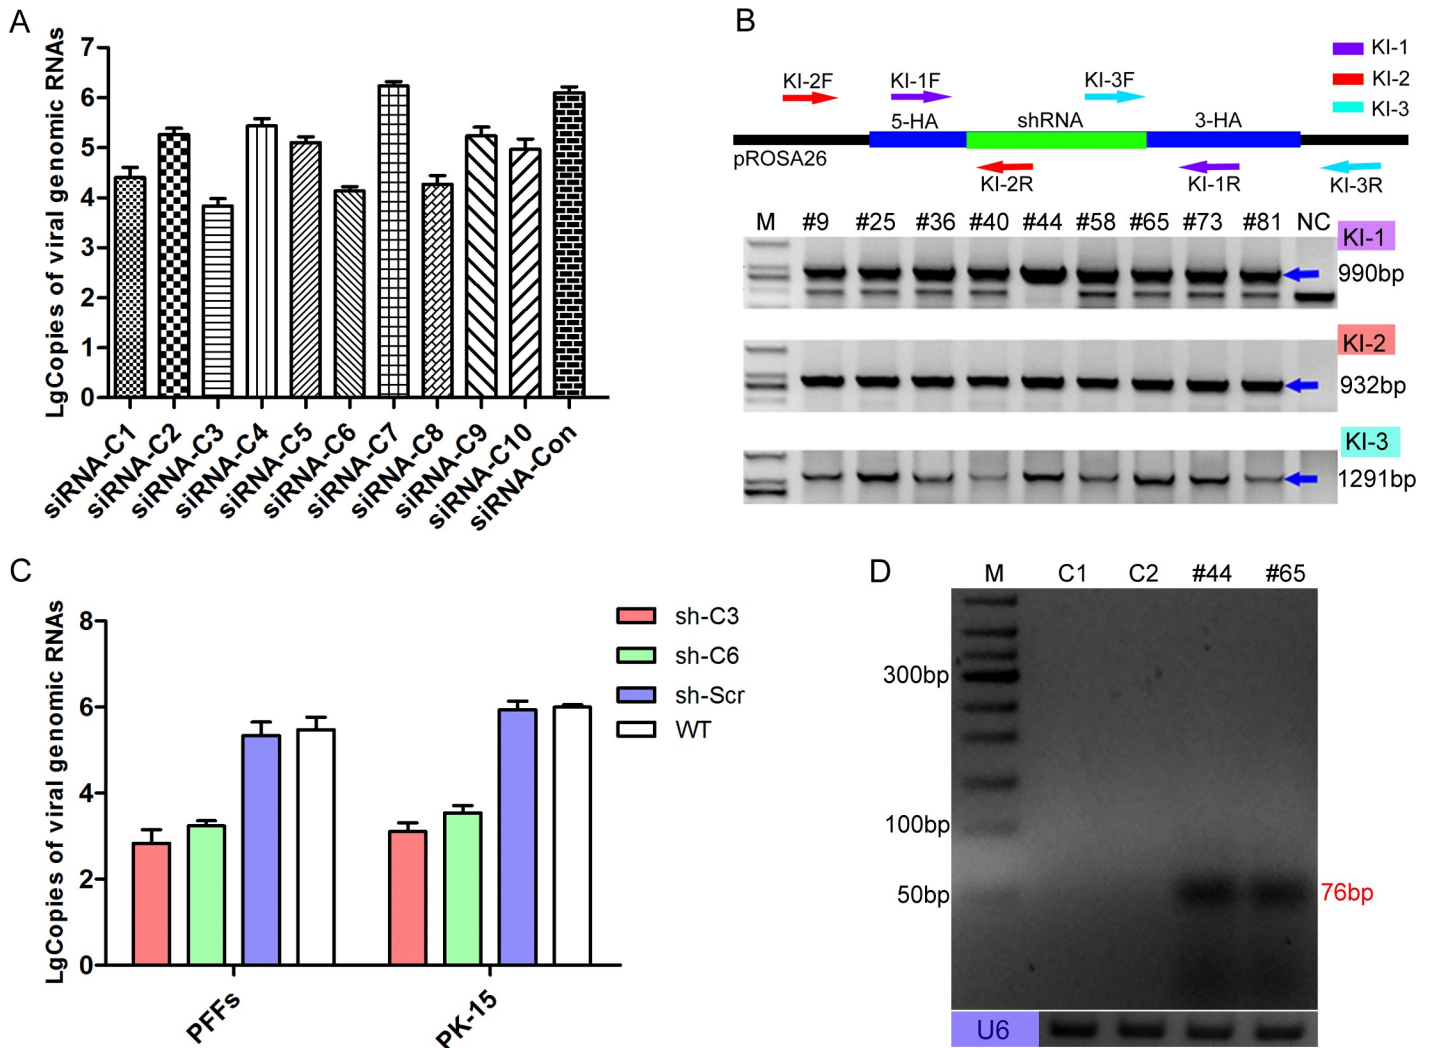 A
LgCopies of viral genomic RNAs
7
6
5
4
3
2
1
0
siRNA-C1
siRNA-C2
siRNA-C3
siRNA-C4
siRNA-C5
siRNA-C6
siRNA-C7
siRNA-C8
siRNA-C9
siRNA-C10
siRNA-Con
B
KI-1
KI-2
KI-3
KI-2F KI-1F KI-3F
5-HA shRNA 3-HA
pROSA26
KI-2R KI-1R KI-3R
M #9 #25 #36 #40 #44 #58 #65 #73 #81 NC
KI-1
990bp
KI-2
932bp
KI-3
1291bp
C
LgCopies of viral genomic RNAs
8
6
4
2
0
PFFs
PK-15
sh-C3
sh-C6
sh-Scr
WT
D
M C1 C2 #44 #65
300bp
100bp
50bp
76bp
U6